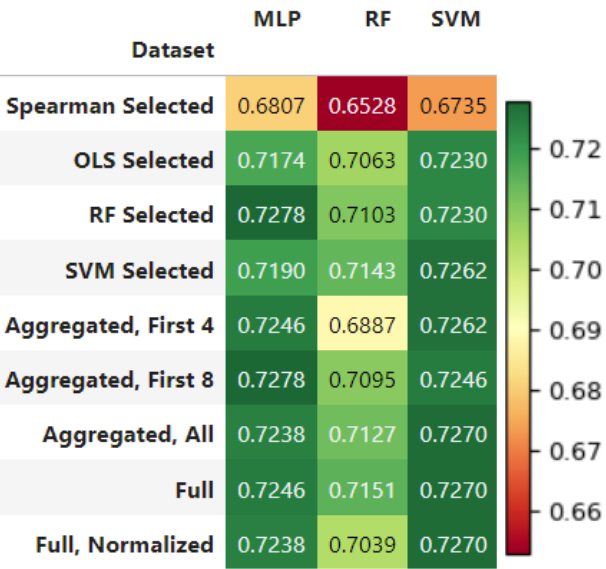 MLP RF SVM
Dataset
Spearman Selected 0.6807 0.6528 0.6735
OLS Selected 0.7174 0.7063 0.7230
RF Selected 0.7278 0.7103 0.7230
SVM Selected 0.7190 0.7143 0.7262
Aggregated, First 4 0.7246 0.6887 0.7262
Aggregated, First 8 0.7278 0.7095 0.7246
Aggregated, All 0.7238 0.7127 0.7270
Full 0.7246 0.7151 0.7270
Full, Normalized 0.7238 0.7039 0.7270
0.72
0.71
0.70
0.69
0.68
0.67
0.66